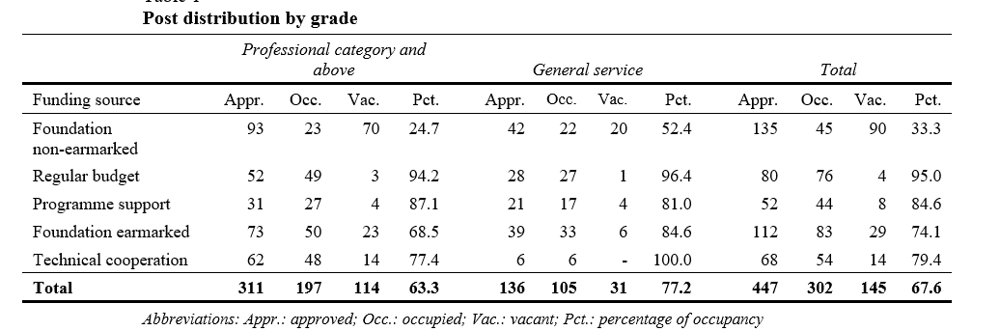 Post distribution by grade
Professional category and
above General service Total
Funding source Appr. Occ. Vac. Pct. Appr. Occ. Vac. Pct. Appr. Occ. Vac. Pct.
Foundation 93 23 70 24.7 42 22 20 52.4 135 45 90 33.3
non-earmarked
Regular budget 52 49 3 94.2 28 27 1 96.4 80 76 4 95.0
Programme support 31 27 4 87.1 21 17 4 81.0 52 44 8 84.6
Foundation earmarked 73 50 23 68.5 39 33 6 84.6 112 83 29 74.1
Technical cooperation 62 48 14 77.4 6 6 - 100.0 68 54 14 79.4
Total 311 197 114 63.3 136 105 31 77.2 447 302 145 67.6
Abbreviations: Appr.: approved; Occ.: occupied; Vac.: vacant; Pct.: percentage of occupancy